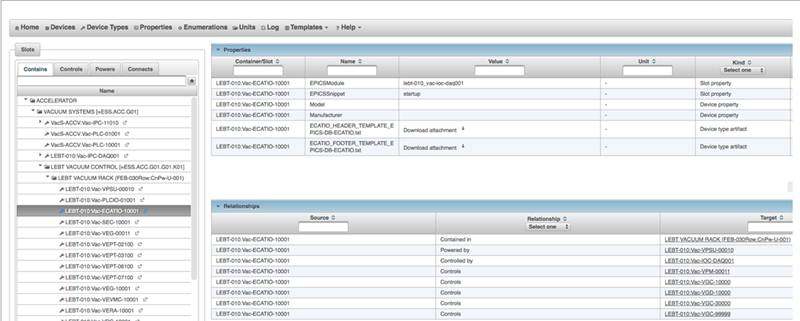 Home Devices Device Types Properties Enumerations Units Log Templates Help
Slots
Contains Controls Powers Connects
Name
ACCELERATOR
VACUUM SYSTEMS [=ESS.ACC.G01]
VacS-ACCV:Vac-IPC-11010
VacS-ACCV:Vac-PLC-01001
VacS-ACCV:Vac-PLC-10001
LEBT-010:Vac-IPC-DAQ001
LEBT VACUUM CONTROL [=ESS.ACC.G01.G01.K01]
LEBT VACUUM RACK (FEB-030Row:CnPw-U-001)
LEBT-010:Vac-VPSU-00010
LEBT-010:Vac-PLCIO-01001
LEBT-010:Vac-ECATIO-10001
LEBT-010:Vac-SEC-10001
LEBT-010:Vac-VEG-00011
LEBT-010:Vac-VEPT-02100
LEBT-010:Vac-VEPT-03100
LEBT-010:Vac-VEPT-06100
LEBT-010:Vac-VEPT-07100
LEBT-010:Vac-VEG-10001
LEBT-010:Vac-VEVMC-10001
LEBT-010:Vac-VERA-10001
Properties
Container/Slot Name Value Unit Kind
Select one
LEBT-010:Vac-ECATIO-10001 EPICSModule lebt-010_vac-ioc-daq001 - Slot property
LEBT-010:Vac-ECATIO-10001 EPICSSnippet startup - Slot property
LEBT-010:Vac-ECATIO-10001 Model - Device property
LEBT-010:Vac-ECATIO-10001 Manufacturer - Device property
LEBT-010:Vac-ECATIO-10001 ECATIO_HEADER_TEMPLATE_E Download attachment - Device type artifact
PICS-DB-ECATIO.txt
LEBT-010:Vac-ECATIO-10001 ECATIO_FOOTER_TEMPLATE_E Download attachment - Device type artifact
PICS-DB-ECATIO.txt
Relationships
Source Relationship Target
Select one
LEBT-010:Vac-ECATIO-10001 Contained in LEBT VACUUM RACK (FEB-030Row:CnPw-U-001)
LEBT-010:Vac-ECATIO-10001 Powered by LEBT-010:Vac-VPSU-00010
LEBT-010:Vac-ECATIO-10001 Controlled by LEBT-010:Vac-IOC-DAQ001
LEBT-010:Vac-ECATIO-10001 Controls LEBT-010:Vac-VPM-00011
LEBT-010:Vac-ECATIO-10001 Controls LEBT-010:Vac-VGC-10000
LEBT-010:Vac-ECATIO-10001 Controls LEBT-010:Vac-VGD-10000
LEBT-010:Vac-ECATIO-10001 Controls LEBT-010:Vac-VGC-30000
LEBT-010:Vac-ECATIO-10001 Controls LEBT-010:Vac-VGC-99999